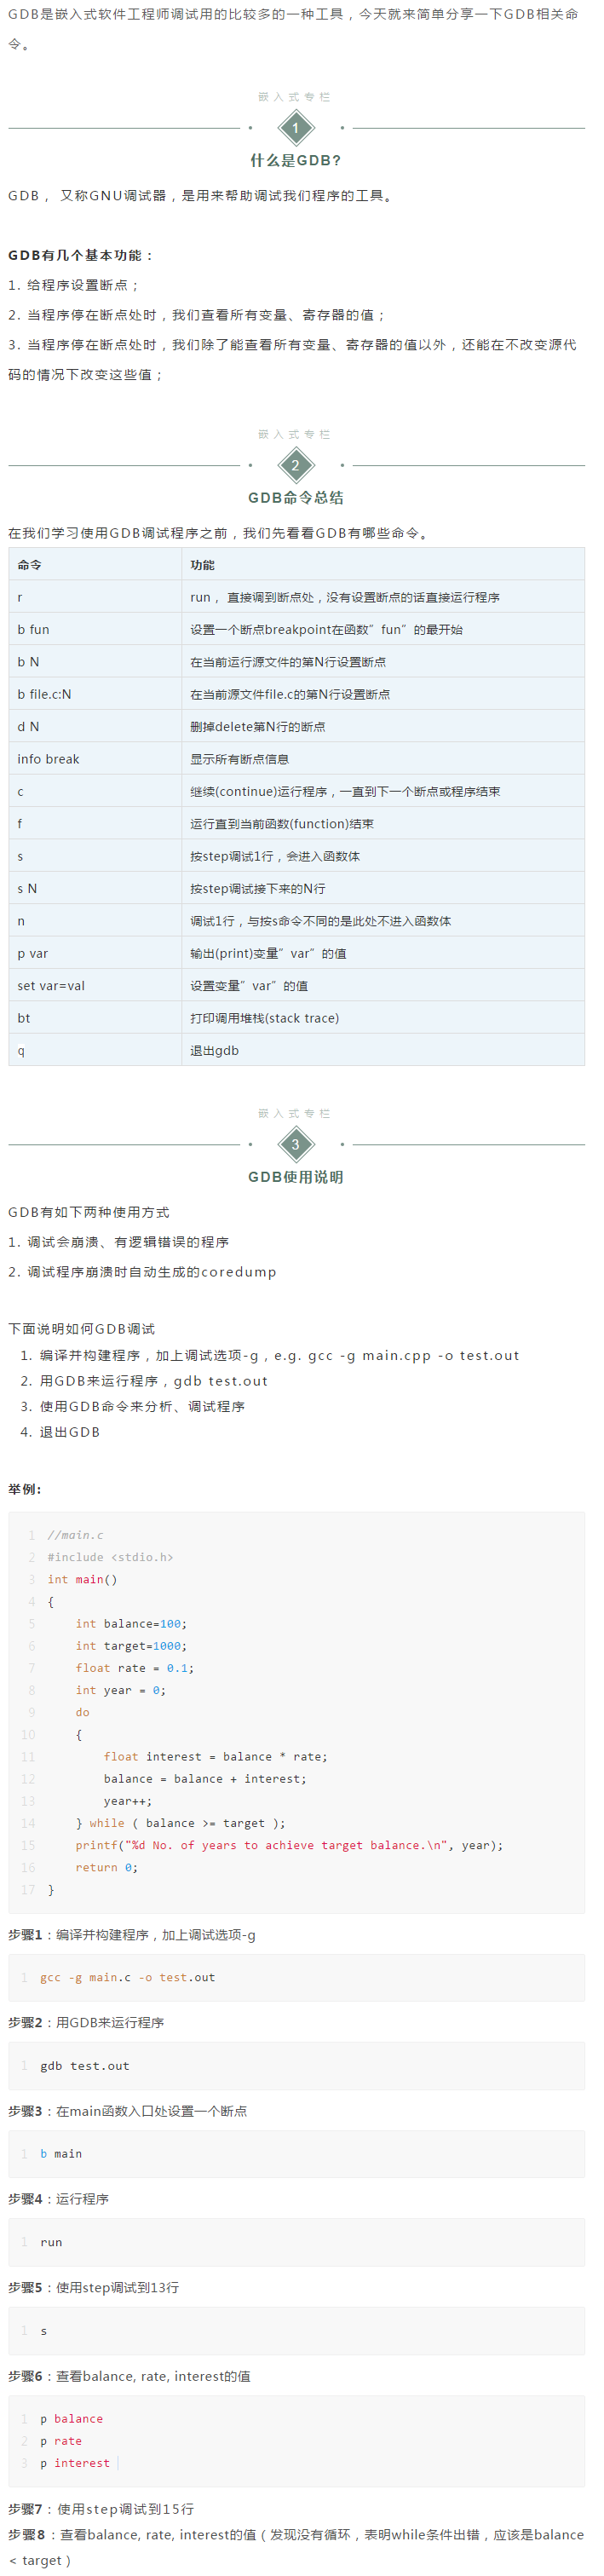 GDB是嵌入式软件工程师调试用的比较多的一种工具，今天就来简单分享一下GDB相关命
令。
嵌入式专栏
1
什么是GDB?
GDB， 又称GNU调试器，是用来帮助调试我们程序的工具。
GDB有几个基本功能：
1. 给程序设置断点；
2. 当程序停在断点处时，我们查看所有变量、寄存器的值；
3. 当程序停在断点处时，我们除了能查看所有变量、寄存器的值以外，还能在不改变源代
码的情况下改变这些值；
嵌入式专栏
2
GDB命令总结
在我们学习使用GDB调试程序之前，我们先看看GDB有哪些命令。
命令 功能
r run， 直接调到断点处，没有设置断点的话直接运行程序
b fun 设置一个断点breakpoint在函数”fun”的最开始
b N 在当前运行源文件的第N行设置断点
b file.c:N 在当前源文件file.c的第N行设置断点
d N 删掉delete第N行的断点
info break 显示所有断点信息
c 继续(continue)运行程序，一直到下一个断点或程序结束
f 运行直到当前函数(function)结束
s 按step调试1行，会进入函数体
s N 按step调试接下来的N行
n 调试1行，与按s命令不同的是此处不进入函数体
p var 输出(print)变量”var”的值
set var=val 设置变量”var”的值
bt 打印调用堆栈(stack trace)
q 退出gdb
嵌入式专栏
3
GDB使用说明
GDB有如下两种使用方式
1. 调试会崩溃、有逻辑错误的程序
2. 调试程序崩溃时自动生成的coredump
下面说明如何GDB调试
1. 编译并构建程序，加上调试选项-g，e.g. gcc -g main.cpp -o test.out
2. 用GDB来运行程序，gdb test.out
3. 使用GDB命令来分析、调试程序
4. 退出GDB
举例:
1 //main.c
2 #include <stdio.h>
3 int main()
4 {
5     int balance=100;
6     int target=1000;
7     float rate = 0.1;
8     int year = 0;
9     do
10     {
11         float interest = balance * rate;
12         balance = balance + interest;
13         year++;
14     } while ( balance >= target );
15     printf("%d No. of years to achieve target balance.\n", year);
16     return 0;
17 }
步骤1：编译并构建程序，加上调试选项-g
1 gcc -g main.c -o test.out
步骤2：用GDB来运行程序
1 gdb test.out
步骤3：在main函数入口处设置一个断点
1 b main
步骤4：运行程序
1 run
步骤5：使用step调试到13行
1 s
步骤6：查看balance, rate, interest的值
1 p balance
2 p rate
3 p interest
步骤7：使用step调试到15行
步骤8：查看balance, rate, interest的值（发现没有循环，表明while条件出错，应该是balance
< target）